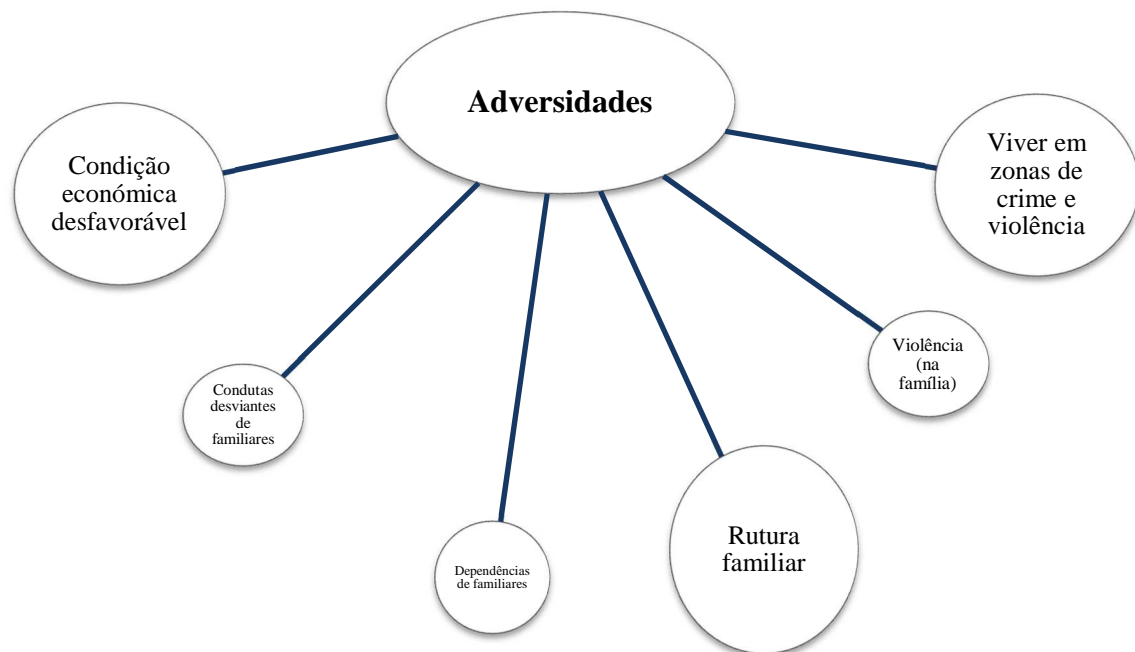 Adversidades
Condição
económica
desfavorável
Viver em
zonas de
crime e
violência
Violência
(na
família)
Condutas
desviantes
de
familiares
Rutura
familiar
Dependências
de familiares